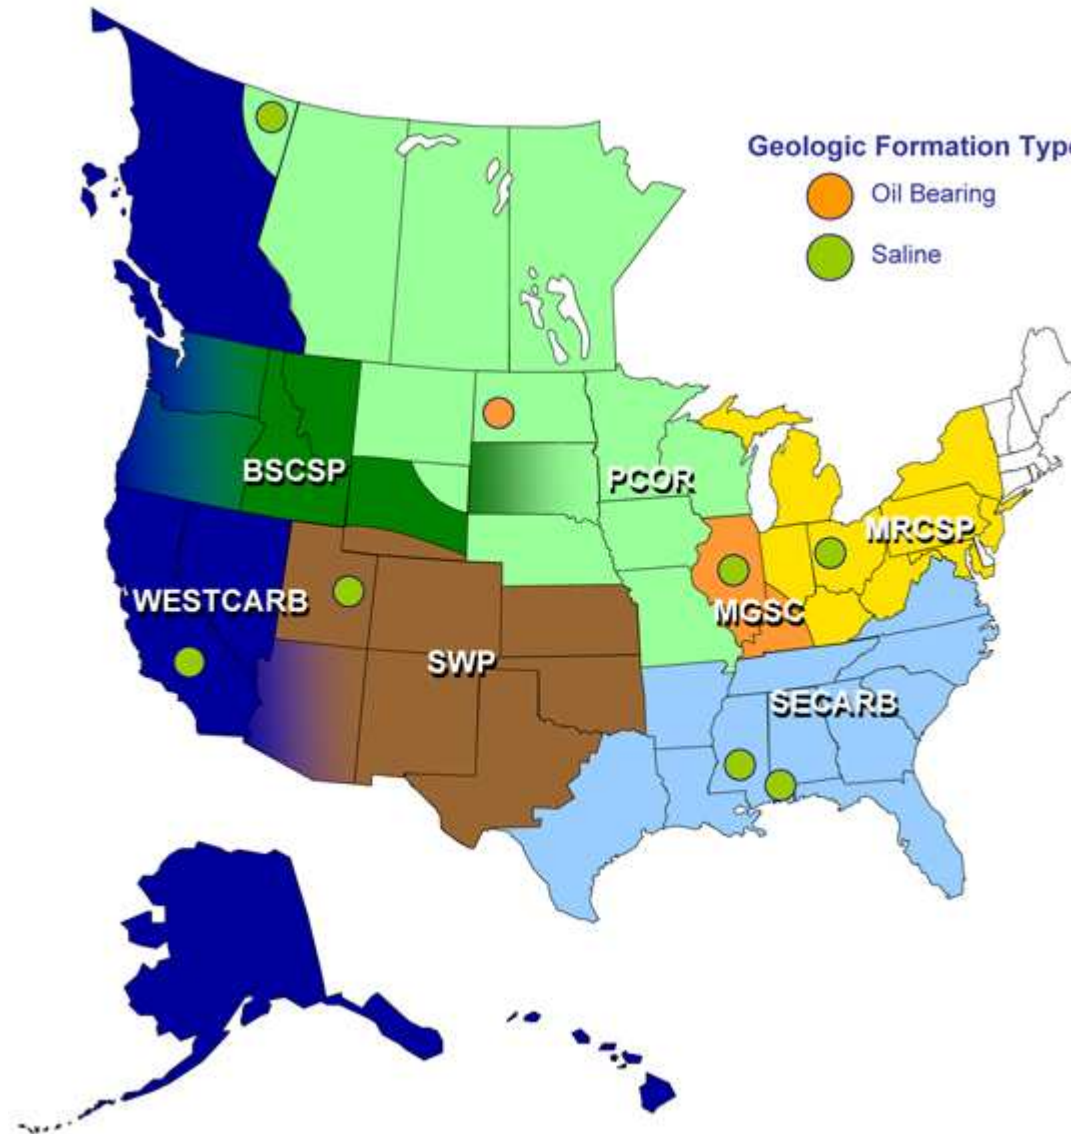 Geologic Formation Type
Oil Bearing
Saline
BSCSP
PCOR
MRCSP
WESTCARB
MGSC
SWP
SECARB